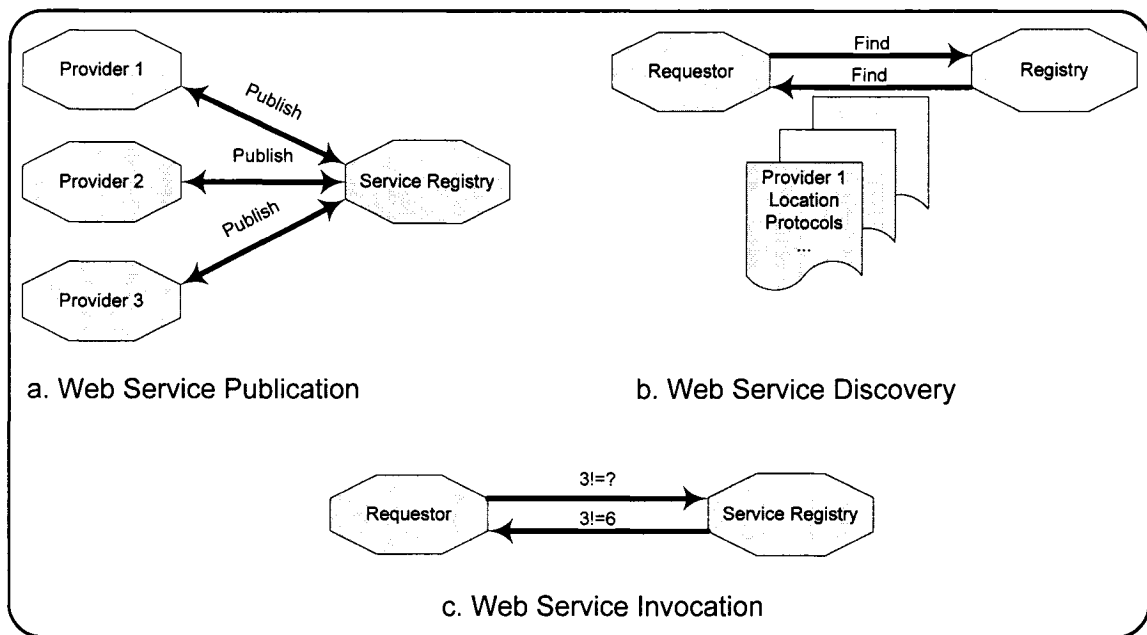 Provider 1
Publish
Provider 2
Publish
Service Registry
Publish
Provider 3
a. Web Service Publication
Requestor
Find
Find
Registry
Provider 1
Location
Protocols
...
b. Web Service Discovery
Requestor
3!=?
3!=6
Service Registry
c. Web Service Invocation